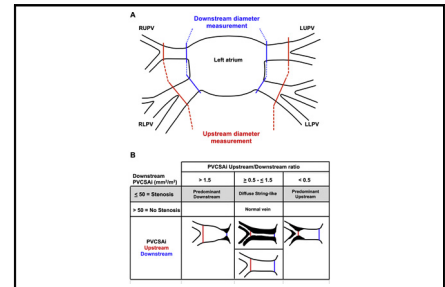 A
Downstream diameter
measurement
RUPV
LUPV
Left atrium
RLPV
LLPV
Upstream diameter
measurement
B
PVCSAi Upstream/Downstream ratio
Downstream
PVCSAi (mm²/m²)
> 1.5
≥ 0.5 - ≤ 1.5
< 0.5
≤ 50 = Stenosis
Predominant
Downstream
Diffuse String-like
Predominant
Upstream
> 50 = No Stenosis
Normal vein
PVCSAi
Upstream
Downstream